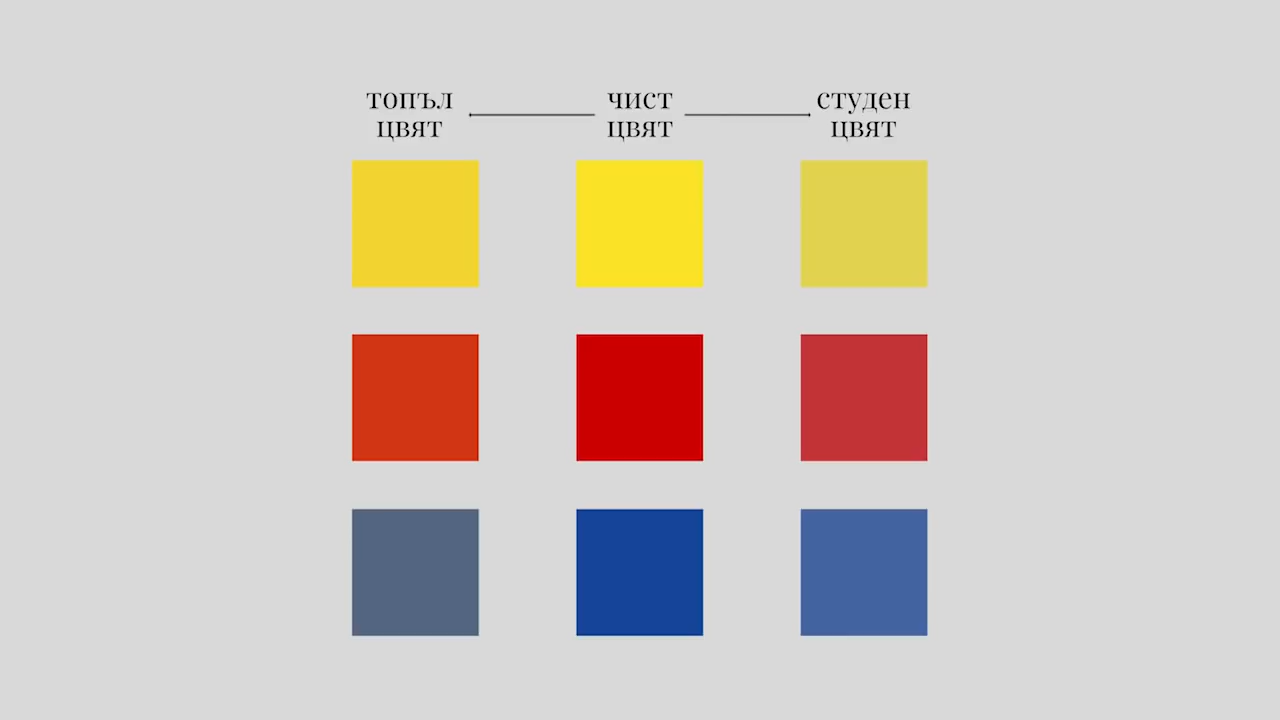 топъл
цвят
чист
цвят
студен
цвят